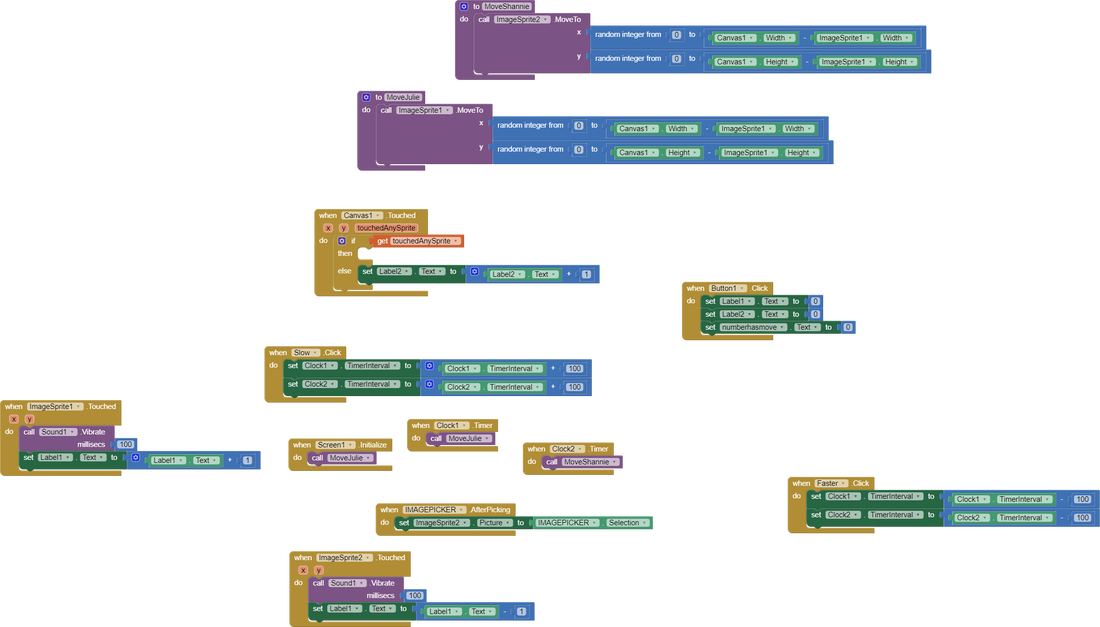 to MoveShannie
do call ImageSprite2 .MoveTo
x random integer from 0 to Canvas1 . Width - ImageSprite1 . Width
y random integer from 0 to Canvas1 . Height - ImageSprite1 . Height
to MoveJulie
do call ImageSprite1 .MoveTo
x random integer from 0 to Canvas1 . Width - ImageSprite1 . Width
y random integer from 0 to Canvas1 . Height - ImageSprite1 . Height
when Canvas1 .Touched
x y touchedAnySprite
do if get touchedAnySprite
then
else set Label2 . Text to Label2 . Text + 1
when Button1 .Click
do set Label1 . Text to 0
set Label2 . Text to 0
set numberhasmove . Text to 0
when Slow .Click
do set Clock1 . TimerInterval to Clock1 . TimerInterval + 100
set Clock2 . TimerInterval to Clock2 . TimerInterval + 100
when ImageSprite1 .Touched
x y
do call Sound1 .Vibrate
millisecs 100
set Label1 . Text to Label1 . Text + 1
when Screen1 .Initialize
do call MoveJulie
when Clock1 .Timer
do call MoveJulie
when Clock2 .Timer
do call MoveShannie
when Faster .Click
do set Clock1 . TimerInterval to Clock1 . TimerInterval - 100
set Clock2 . TimerInterval to Clock2 . TimerInterval - 100
when IMAGEPICKER .AfterPicking
do set ImageSprite2 . Picture to IMAGEPICKER . Selection
when ImageSprite2 .Touched
x y
do call Sound1 .Vibrate
millisecs 100
set Label1 . Text to Label1 . Text - 1